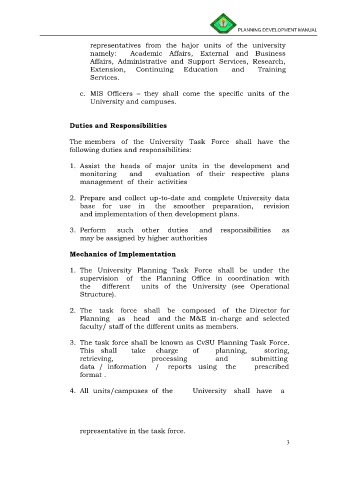 PLANNING DEVELOPMENT MANUAL
representatives from the hajor units of the university
namely: Academic Affairs, External and Business
Affairs, Administrative and Support Services, Research,
Extension, Continuing Education and Training
Services.
c. MIS Officers – they shall come the specific units of the
University and campuses.
Duties and Responsibilities
The members of the University Task Force shall have the
following duties and responsibilities:
1. Assist the heads of major units in the development and
monitoring and evaluation of their respective plans
management of their activities
2. Prepare and collect up-to-date and complete University data
base for use in the smoother preparation, revision
and implementation of then development plans.
3. Perform such other duties and responsibilities as
may be assigned by higher authorities
Mechanics of Implementation
1. The University Planning Task Force shall be under the
supervision of the Planning Office in coordination with
the different units of the University (see Operational
Structure).
2. The task force shall be composed of the Director for
Planning as head and the M&E in-charge and selected
faculty/ staff of the different units as members.
3. The task force shall be known as CvSU Planning Task Force.
This shall take charge of planning, storing,
retrieving, processing and submitting
data / information / reports using the prescribed
format .
4. All units/campuses of the University shall have a
representative in the task force.
3